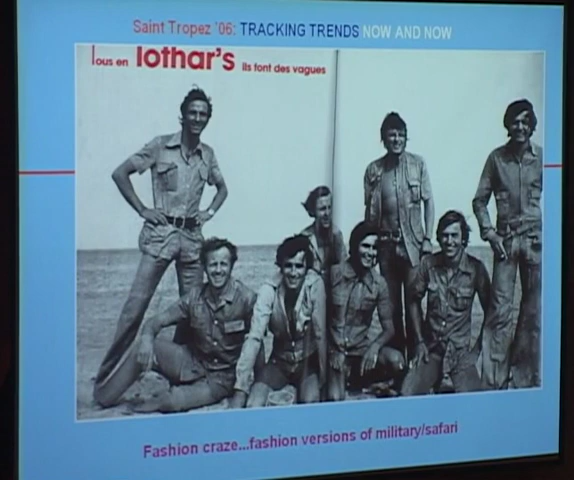 Saint Tropez '06: TRACKING TRENDS NOW AND NOW
Tous en lothar's ils font des vagues
Fashion craze...fashion versions of military/safari